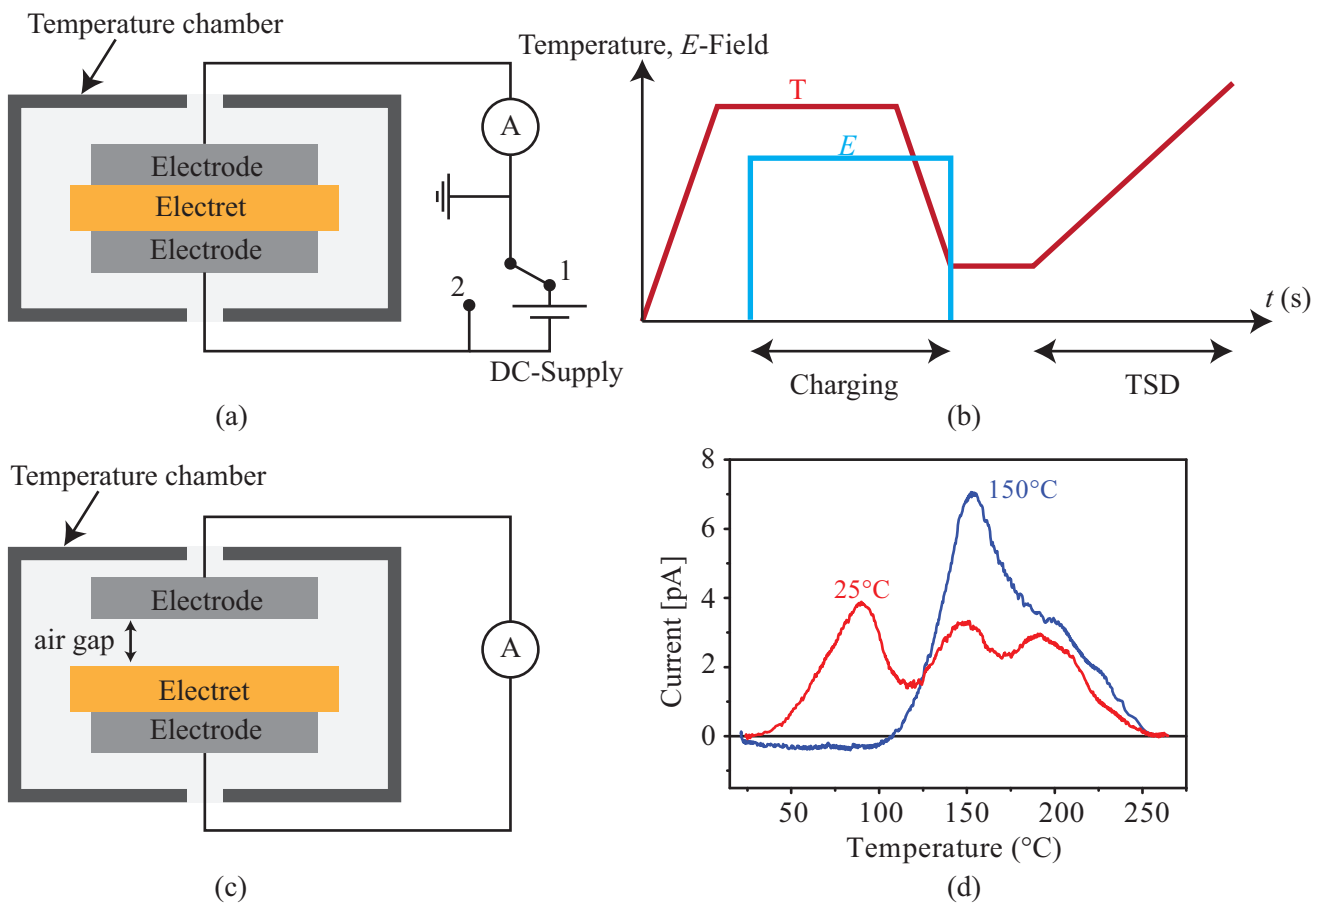 Temperature chamber
A
Electrode
Electret
Electrode
1
2
DC-Supply
(a)
Temperature, E-Field
T
E
t (s)
Charging
TSD
(b)
Temperature chamber
Electrode
air gap
A
Electret
Electrode
(c)
8
150°C
6
25°C
4
2
0
Current [pA]
50 100 150 200 250
Temperature (°C)
(d)